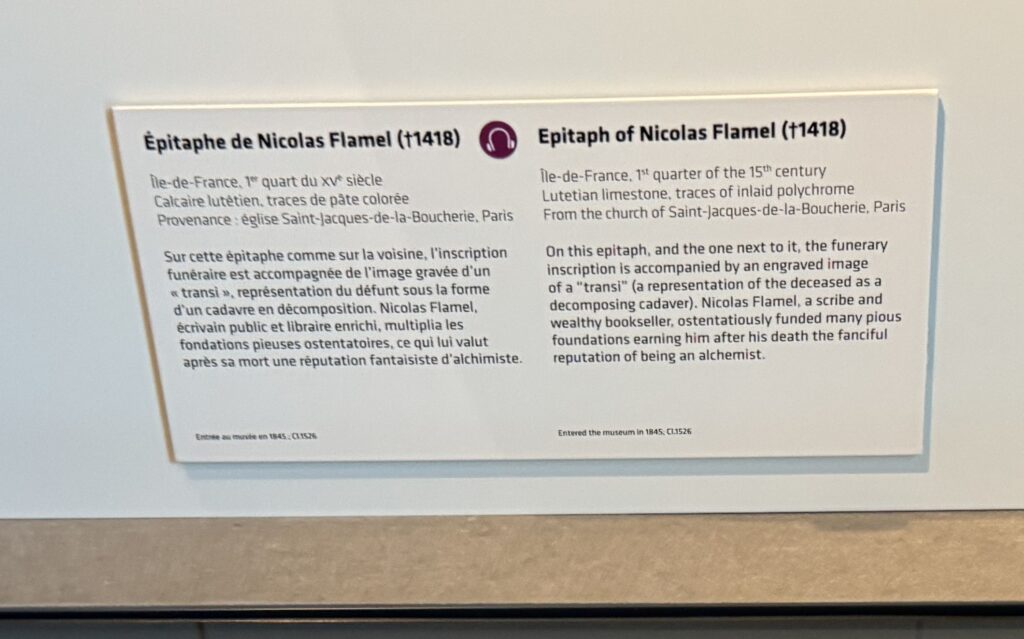 Épitaphe de Nicolas Flamel (†1418)
Île-de-France, 1er quart du XVe siècle
Calcaire lutétien, traces de pâte colorée
Provenance : église Saint-Jacques-de-la-Boucherie, Paris
Sur cette épitaphe comme sur la voisine, l'inscription
funéraire est accompagnée de l'image gravée d'un
« transi », représentation du défunt sous la forme
d'un cadavre en décomposition. Nicolas Flamel,
écrivain public et libraire enrichi, multiplia les
fondations pieuses ostentatoires, ce qui lui valut
après sa mort une réputation fantaisiste d'alchimiste.
Entrée au musée en 1845 ; Cl.1526
Epitaph of Nicolas Flamel (†1418)
Île-de-France, 1st quarter of the 15th century
Lutetian limestone, traces of inlaid polychrome
From the church of Saint-Jacques-de-la-Boucherie, Paris
On this epitaph, and the one next to it, the funerary
inscription is accompanied by an engraved image
of a "transi" (a representation of the deceased as a
decomposing cadaver). Nicolas Flamel, a scribe and
wealthy bookseller, ostentatiously funded many pious
foundations earning him after his death the fanciful
reputation of being an alchemist.
Entered the museum in 1845; Cl.1526